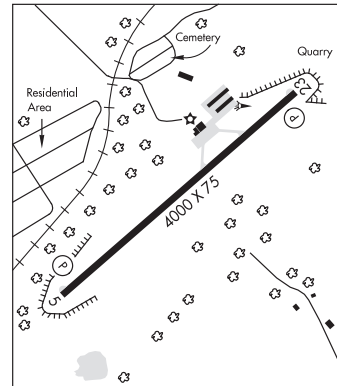 Cemetery
Quarry
Residential
Area
23
P
4000 X 75
P
5